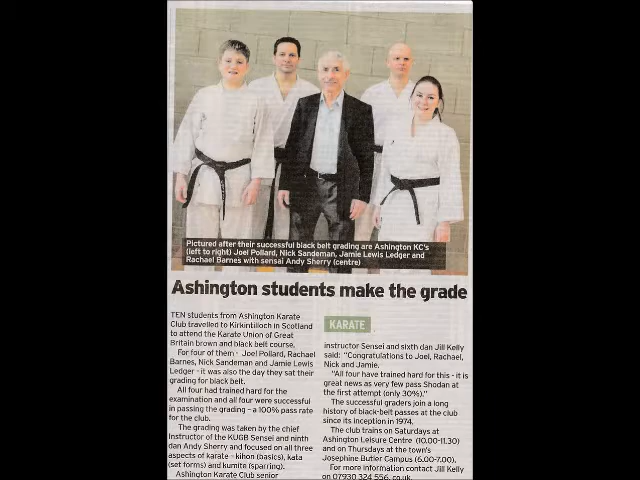 Pictured after their successful black belt grading are Ashington KC's
(left to right) Joel Pollard, Nick Sandeman, Jamie Lewis Ledger and
Rachael Barnes with sensai Andy Sherry (centre)
Ashington students make the grade
TEN students from Ashington Karate
Club travelled to Kirkintilloch in Scotland
to attend the Karate Union of Great
Britain brown and black belt course.
For four of them - Joel Pollard, Rachael
Barnes, Nick Sandeman and Jamie Lewis
Ledger - it was also the day they sat their
grading for black belt.
All four had trained hard for the
examination and all four were successful
in passing the grading - a 100% pass rate
for the club.
The grading was taken by the chief
Instructor of the KUGB Sensei and ninth
dan Andy Sherry and focused on all three
aspects of karate - kihon (basics), kata
(set forms) and kumite (sparring).
Ashington Karate Club senior
KARATE
instructor Sensei and sixth dan Jill Kelly
said: "Congratulations to Joel, Rachael,
Nick and Jamie.
"All four have trained hard for this - it is
great news as very few pass Shodan at
the first attempt (only 30%)."
The successful graders join a long
history of black-belt passes at the club
since its inception in 1974.
The club trains on Saturdays at
Ashington Leisure Centre (10.00-11.30)
and on Thursdays at the town's
Josephine Butler Campus (6.00-7.00).
For more information contact Jill Kelly
on 07930 324 556, co.uk